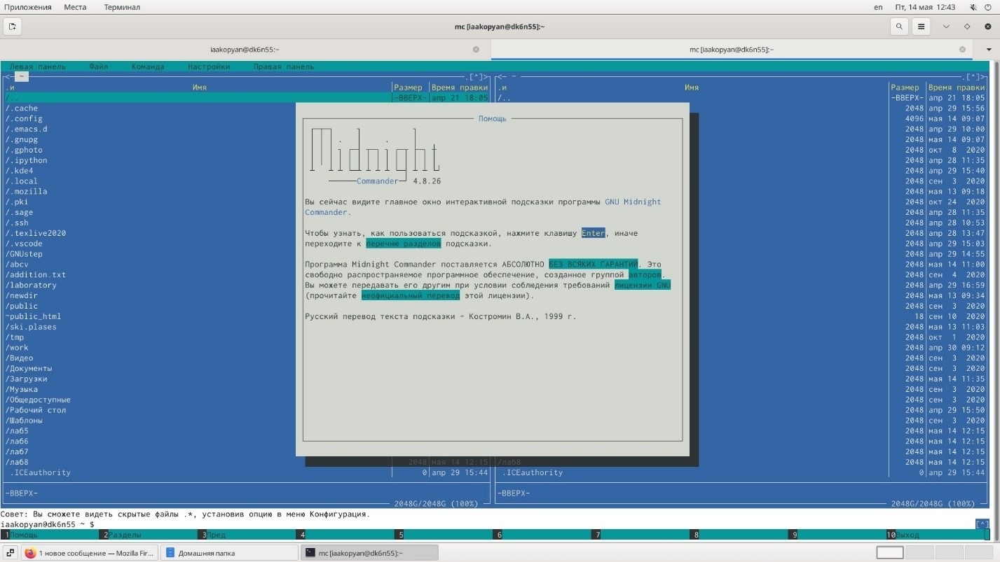 Приложения Места Терминал en Пт, 14 мая 12:43
mc [iaakopyan@dk6n55]:~
iaakopyan@dk6n55:~ mc [iaakopyan@dk6n55]:~
Левая панель Файл Команда Настройки Правая панель
<─ ~ .[^]> <─ ~ .[^]>
.и Имя Размер Время правки .и Имя Размер Время правки
/.. -ВВЕРХ- апр 21 18:05 /.. -ВВЕРХ- апр 21 18:05
/.cache 2048 апр 29 15:56
/.config 4096 мая 14 09:07
/.emacs.d 2048 апр 29 10:00
/.gnupg 2048 мая 14 09:07
/.gphoto 2048 окт 8 2020
/.ipython 2048 апр 28 11:35
/.kde4 2048 апр 29 15:40
/.local 2048 сен 3 2020
/.mozilla 2048 мая 13 09:18
/.pki 2048 окт 24 2020
/.sage 2048 апр 28 11:35
/.ssh 2048 апр 28 10:53
/.texlive2020 2048 апр 28 13:47
/.vscode 2048 апр 29 15:03
/GNUstep 2048 апр 29 14:55
/abcv 2048 мая 14 11:00
/addition.txt 2048 сен 4 2020
/laboratory 2048 апр 29 16:59
/newdir 2048 мая 13 09:34
/public 2048 сен 3 2020
~public_html 18 сен 10 2020
/ski.plases 2048 мая 13 11:03
/tmp 2048 окт 1 2020
/work 2048 апр 30 09:12
/Видео 2048 сен 3 2020
/Документы 2048 сен 3 2020
/Загрузки 2048 мая 14 11:35
/Музыка 2048 сен 3 2020
/Общедоступные 2048 сен 3 2020
/Рабочий стол 2048 апр 29 15:50
/Шаблоны 2048 сен 3 2020
/лаб5 2048 мая 14 12:15
/лаб6 2048 мая 14 12:15
/лаб7 2048 мая 14 12:15
/лаб8 2048 мая 14 12:15 /лаб8 2048 мая 14 12:15
.ICEauthority 0 апр 29 15:44 .ICEauthority 0 апр 29 15:44
-ВВЕРХ- -ВВЕРХ-
2048G/2048G (100%) 2048G/2048G (100%)
Помощь
Midnight
Commander 4.8.26
Вы сейчас видите главное окно интерактивной подсказки программы GNU Midnight
Commander.
Чтобы узнать, как пользоваться подсказкой, нажмите клавишу Enter, иначе
переходите к перечню разделов подсказки.
Программа Midnight Commander поставляется АБСОЛЮТНО БЕЗ ВСЯКИХ ГАРАНТИЙ. Это
свободно распространяемое программное обеспечение, созданное группой авторов.
Вы можете передавать его другим при условии соблюдения требований лицензии GNU
(прочитайте неофициальный перевод этой лицензии).
Русский перевод текста подсказки - Костромин В.А., 1999 г.
Совет: Вы сможете видеть скрытые файлы .*, установив опцию в меню Конфигурация.
iaakopyan@dk6n55 ~ $ [^]
1Помощь 2Разделы 3Пред 4 5 6 7 8 9 10Выход
1 новое сообщение — Mozilla Fir... Домашняя папка mc [iaakopyan@dk6n55]:~